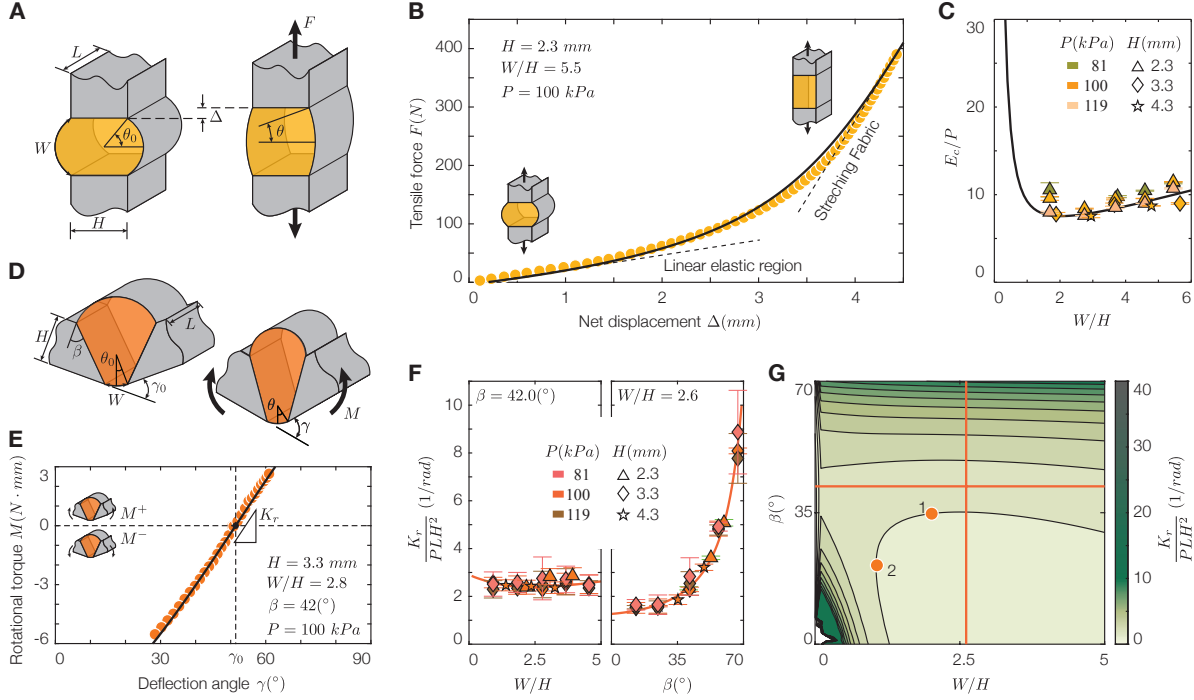 A
L
F
Δ
W
θ₀
θ
H
F
B
Tensile force F(N)
400
300
200
100
0
H = 2.3 mm
W/H = 5.5
P = 100 kPa
Streching Fabric
Linear elastic region
0 1 2 3 4
Net displacement Δ(mm)
C
E_c/P
30
20
10
0
P(kPa) H(mm)
81 2.3
100 3.3
119 4.3
0 2 4 6
W/H
D
H
L
β
θ₀
W
γ₀
θ
γ
M
E
Rotational torque M(N · mm)
3
0
-3
-6
M⁺
M⁻
K_r
H = 3.3 mm
W/H = 2.8
β = 42(°)
P = 100 kPa
0 30 γ₀ 60 90
Deflection angle γ(°)
F
K_r/PLH² (1/rad)
10
8
6
4
2
0
β = 42.0(°)
W/H = 2.6
P(kPa) H(mm)
81 2.3
100 3.3
119 4.3
0 2.5 5
W/H
0 35 70
β(°)
G
β(°)
70
35
0
1
2
0 2.5 5
W/H
40
30
20
10
0
K_r/PLH² (1/rad)